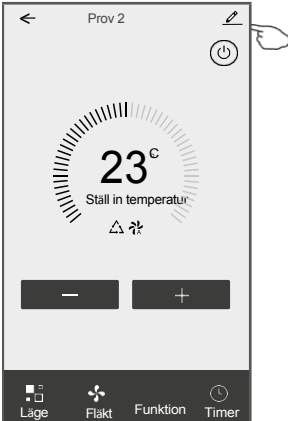 Prov 2
23°C
Ställ in temperatur
A
Läge Fläkt Funktion Timer